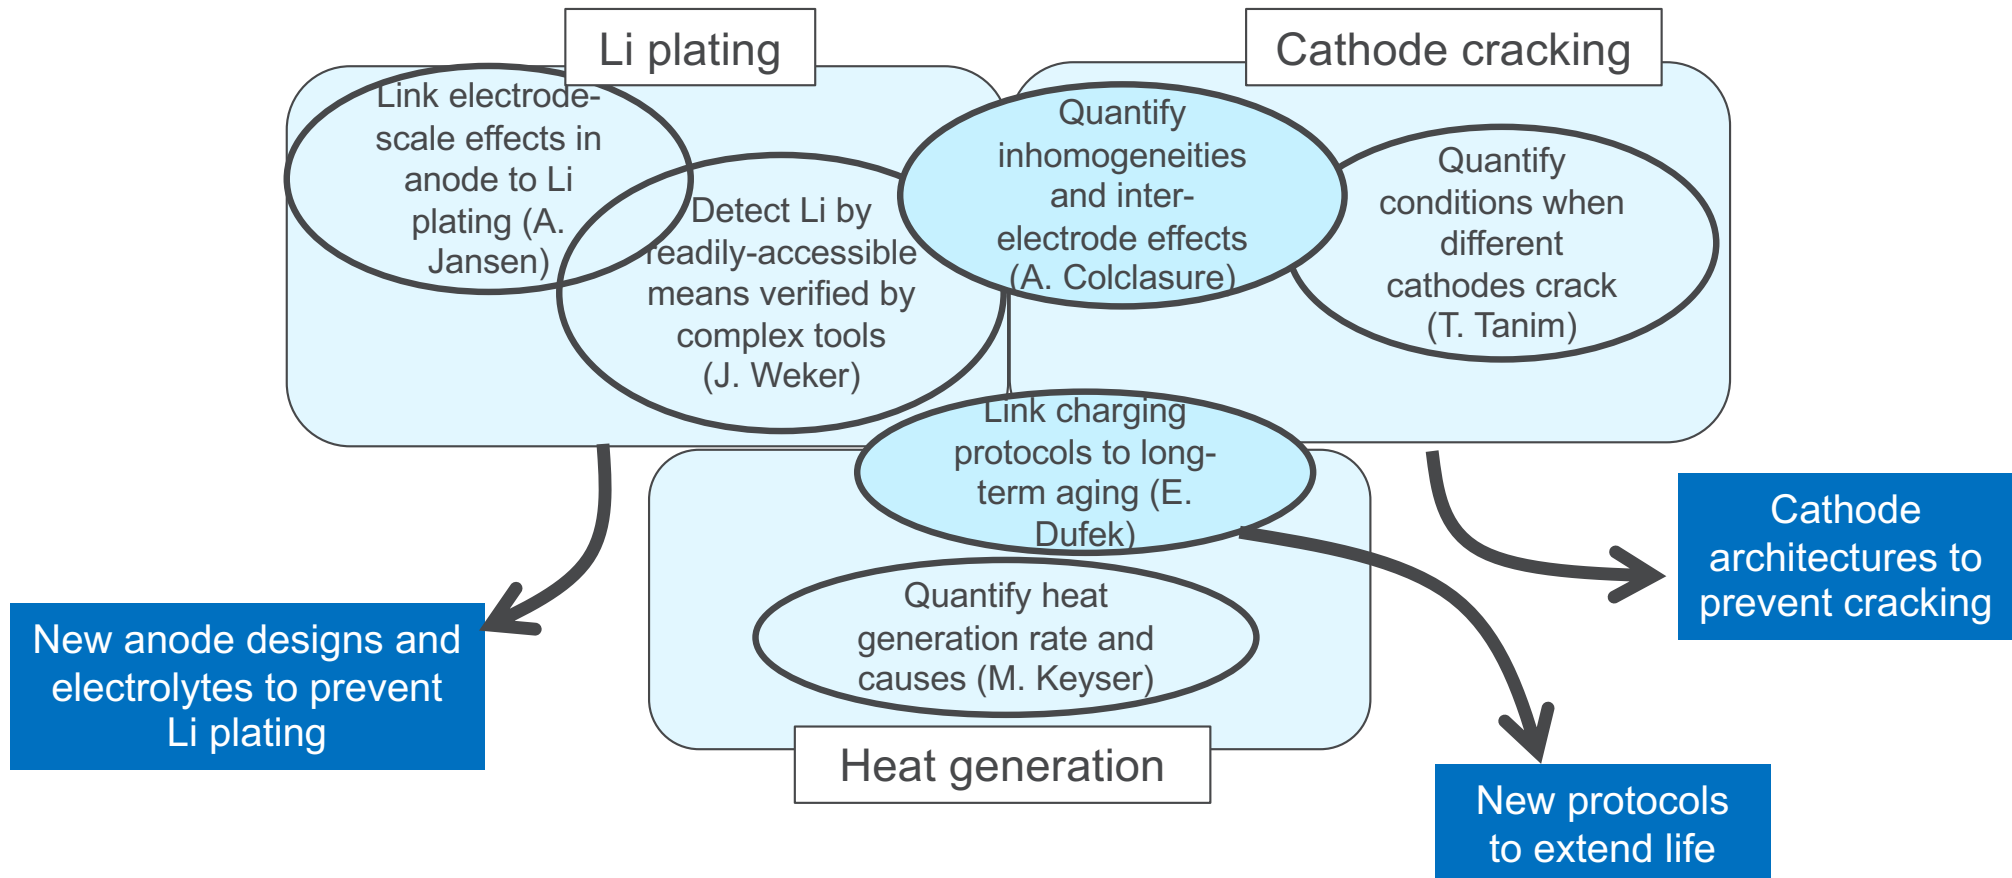 Li plating
Cathode cracking
Link electrode-
scale effects in
anode to Li
plating (A.
Jansen)
Detect Li by
readily-accessible
means verified by
complex tools
(J. Weker)
Quantify
inhomogeneities
and inter-
electrode effects
(A. Colclasure)
Quantify
conditions when
different
cathodes crack
(T. Tanim)
Link charging
protocols to long-
term aging (E.
Dufek)
Quantify heat
generation rate and
causes (M. Keyser)
Heat generation
New anode designs and
electrolytes to prevent
Li plating
Cathode
architectures to
prevent cracking
New protocols
to extend life